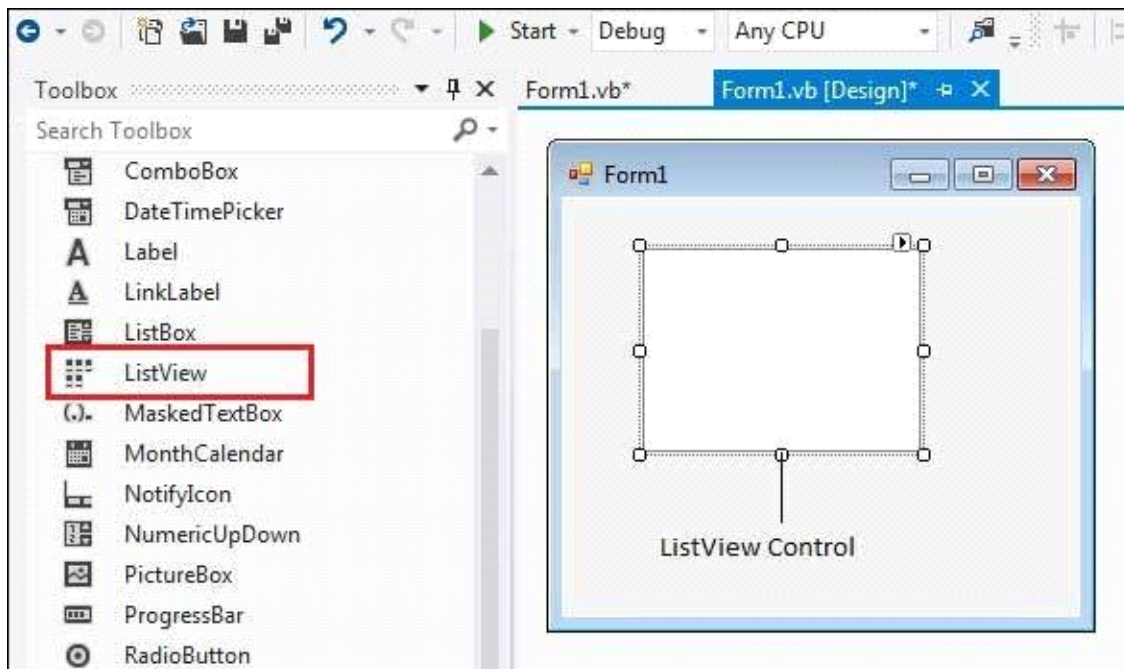 Start Debug Any CPU
Toolbox
Form1.vb*
Form1.vb [Design]*
Search Toolbox
ComboBox
DateTimePicker
Label
LinkLabel
ListBox
ListView
MaskedTextBox
MonthCalendar
NotifyIcon
NumericUpDown
PictureBox
ProgressBar
RadioButton
Form1
ListView Control